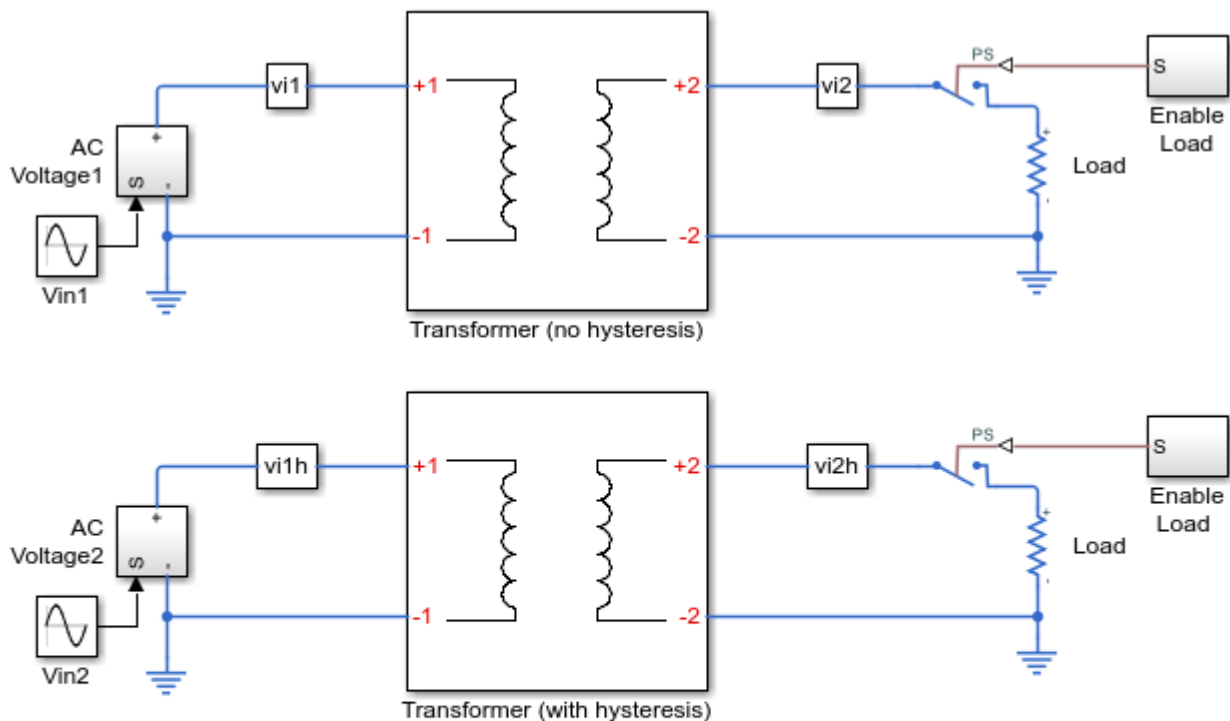 PS
S
vi1
+1
+2
vi2
Enable
Load
+
+
AC
Voltage1
S
-
Load
-
-1
-2
Vin1
Transformer (no hysteresis)
PS
S
vi1h
+1
+2
vi2h
Enable
Load
+
+
AC
Voltage2
S
-
Load
-
-1
-2
Vin2
Transformer (with hysteresis)